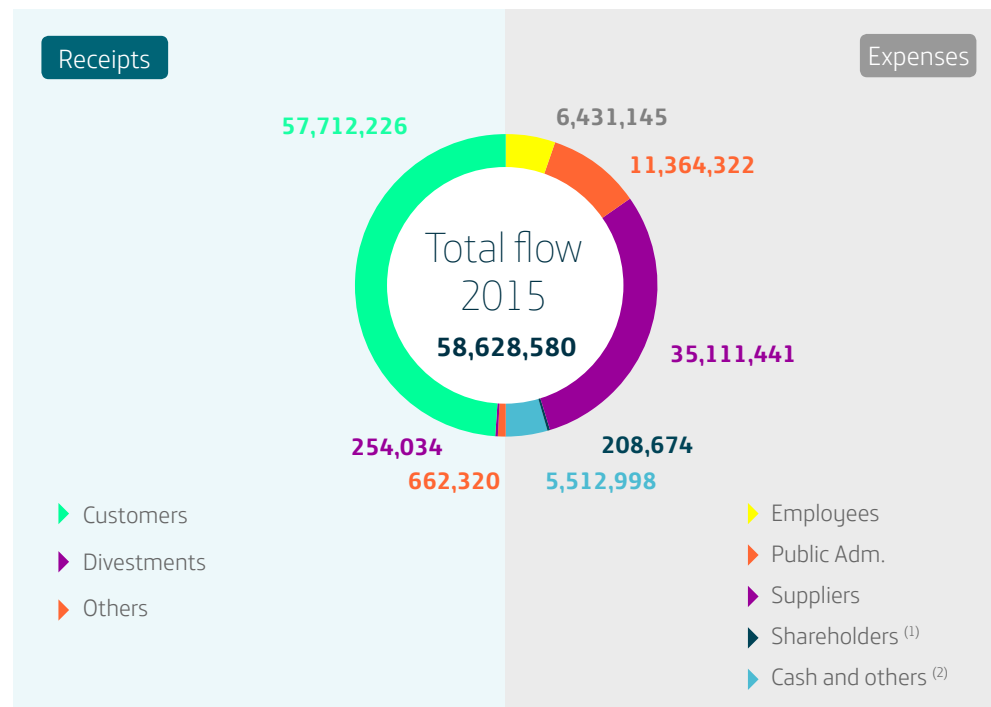 Receipts
Expenses
57,712,226
6,431,145
11,364,322
Total flow
2015
58,628,580
35,111,441
254,034
208,674
662,320
5,512,998
Customers
Divestments
Others
Employees
Public Adm.
Suppliers
Shareholders (1)
Cash and others (2)